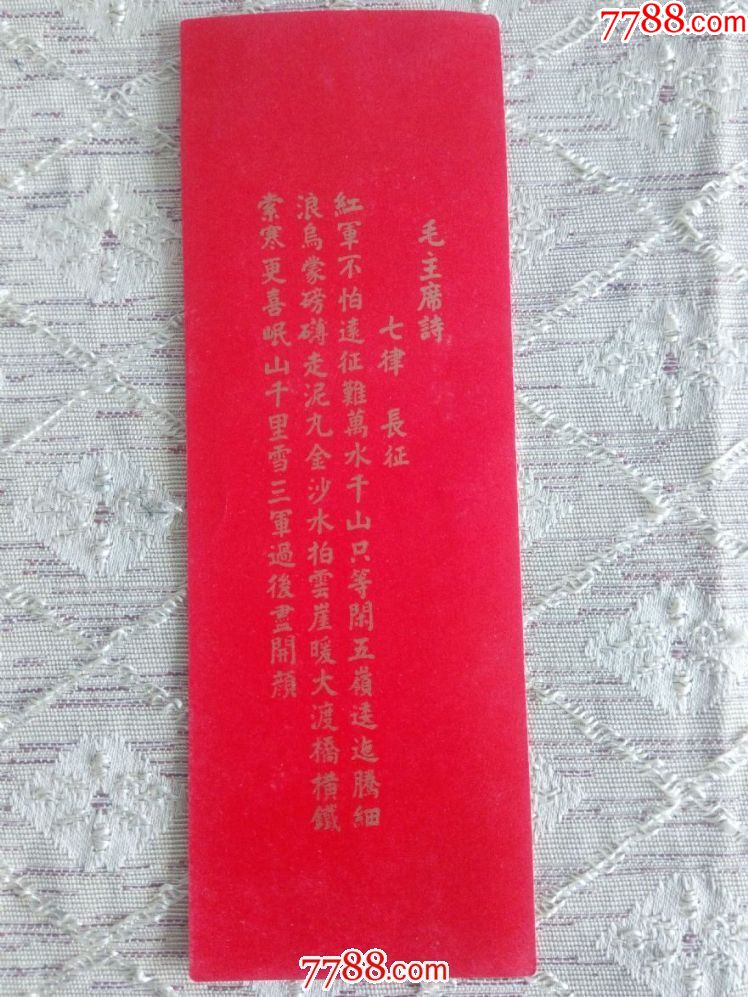 7788.com
毛主席詩
七律 長征
紅軍不怕遠征難萬水千山只等閑五嶺逶迤騰細
浪烏蒙磅礴走泥丸金沙水拍雲崖暖大渡橋橫鐵
索寒更喜岷山千里雪三軍過後盡開顏
7788.com